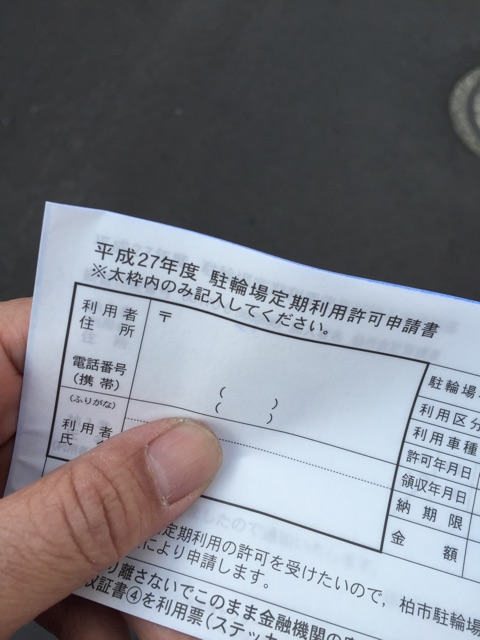 平成27年度 駐輪場定期利用許可申請書
※太枠内のみ記入してください。
利用者
住所
〒
電話番号
(携帯)
( )
( )
(ふりがな)
利用者
氏
駐輪場
利用区分
利用車種
許可年月日
領収年月日
納期限
金額
定期利用の許可を受けたいので，柏市駐輪場
により申請します。
り離さないでこのまま金融機関の
収証書④を利用票(ステッカ